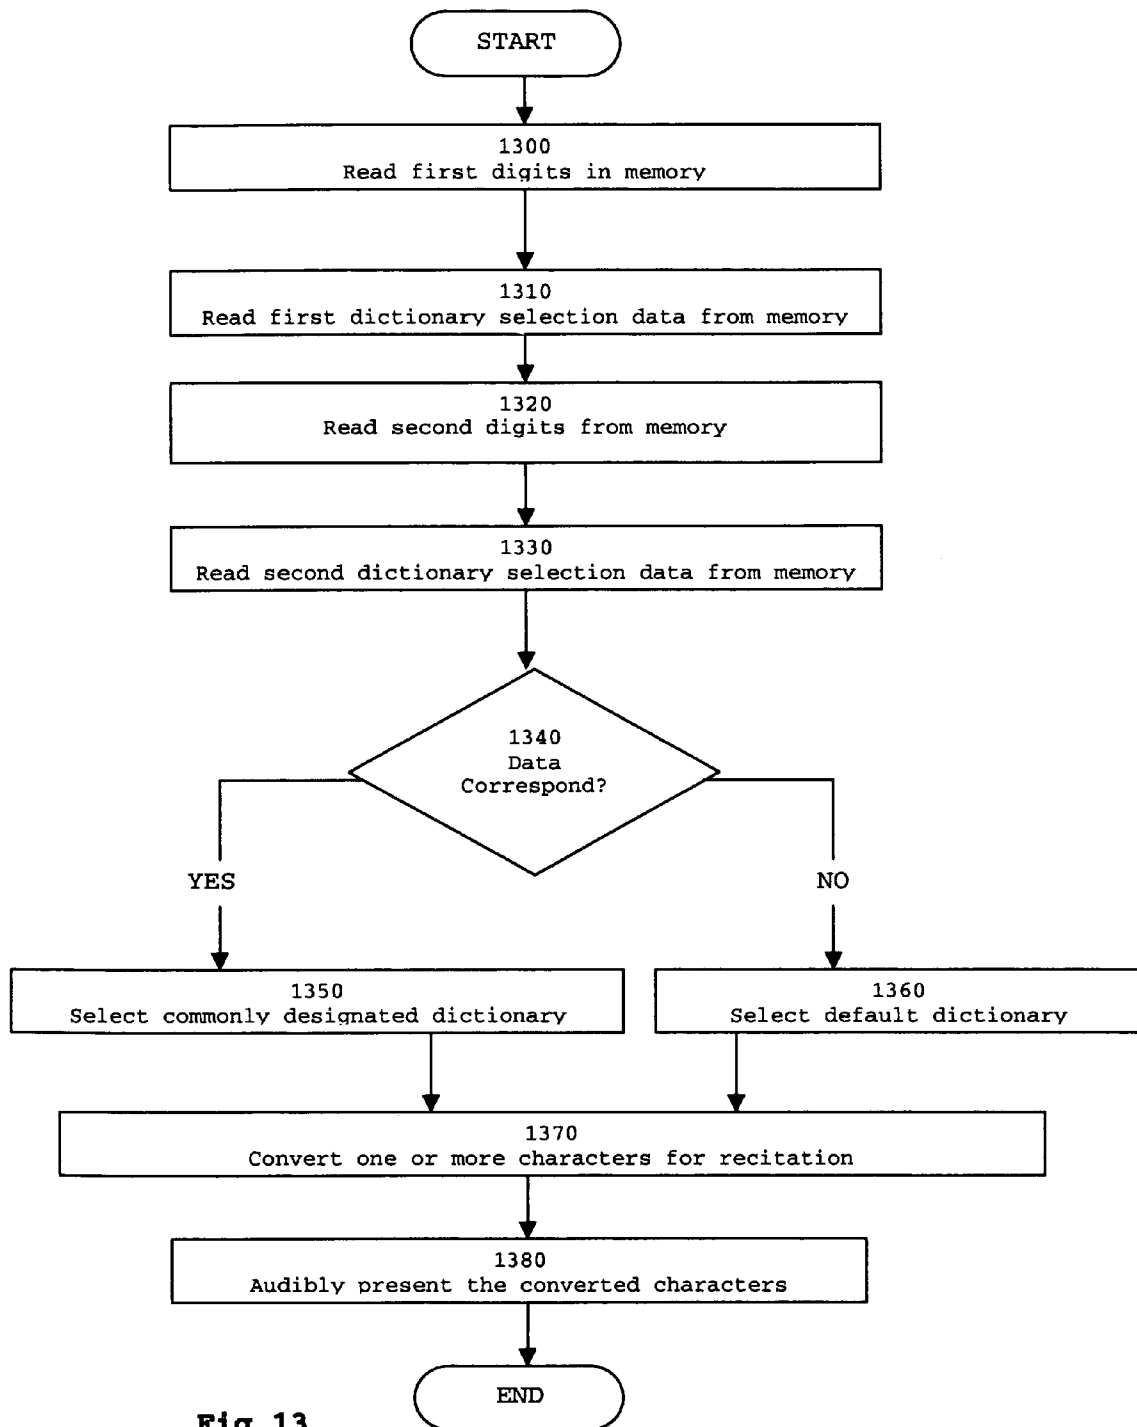 START
1300
Read first digits in memory
1310
Read first dictionary selection data from memory
1320
Read second digits from memory
1330
Read second dictionary selection data from memory
1340
Data
Correspond?
YES
NO
1350
Select commonly designated dictionary
1360
Select default dictionary
1370
Convert one or more characters for recitation
1380
Audibly present the converted characters
END
Fig 13